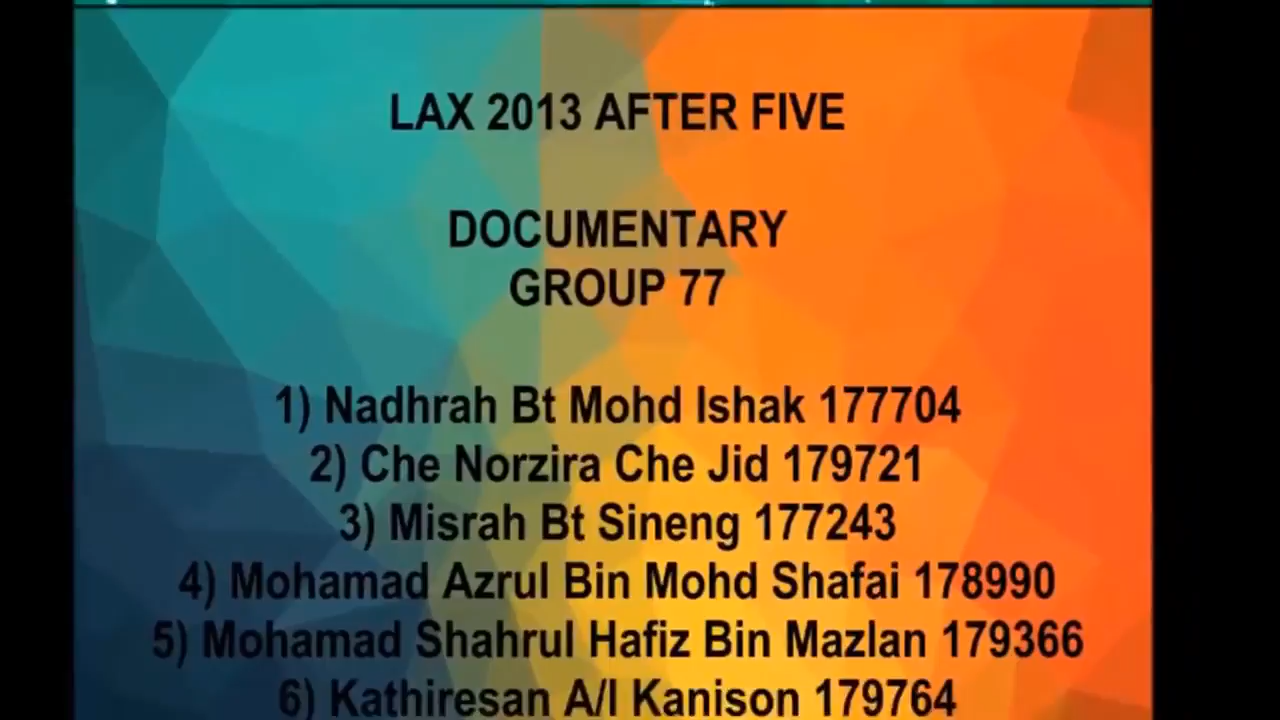 LAX 2013 AFTER FIVE
DOCUMENTARY
GROUP 77
1) Nadhrah Bt Mohd Ishak 177704
2) Che Norzira Che Jid 179721
3) Misrah Bt Sineng 177243
4) Mohamad Azrul Bin Mohd Shafai 178990
5) Mohamad Shahrul Hafiz Bin Mazlan 179366
6) Kathiresan A/l Kanison 179764